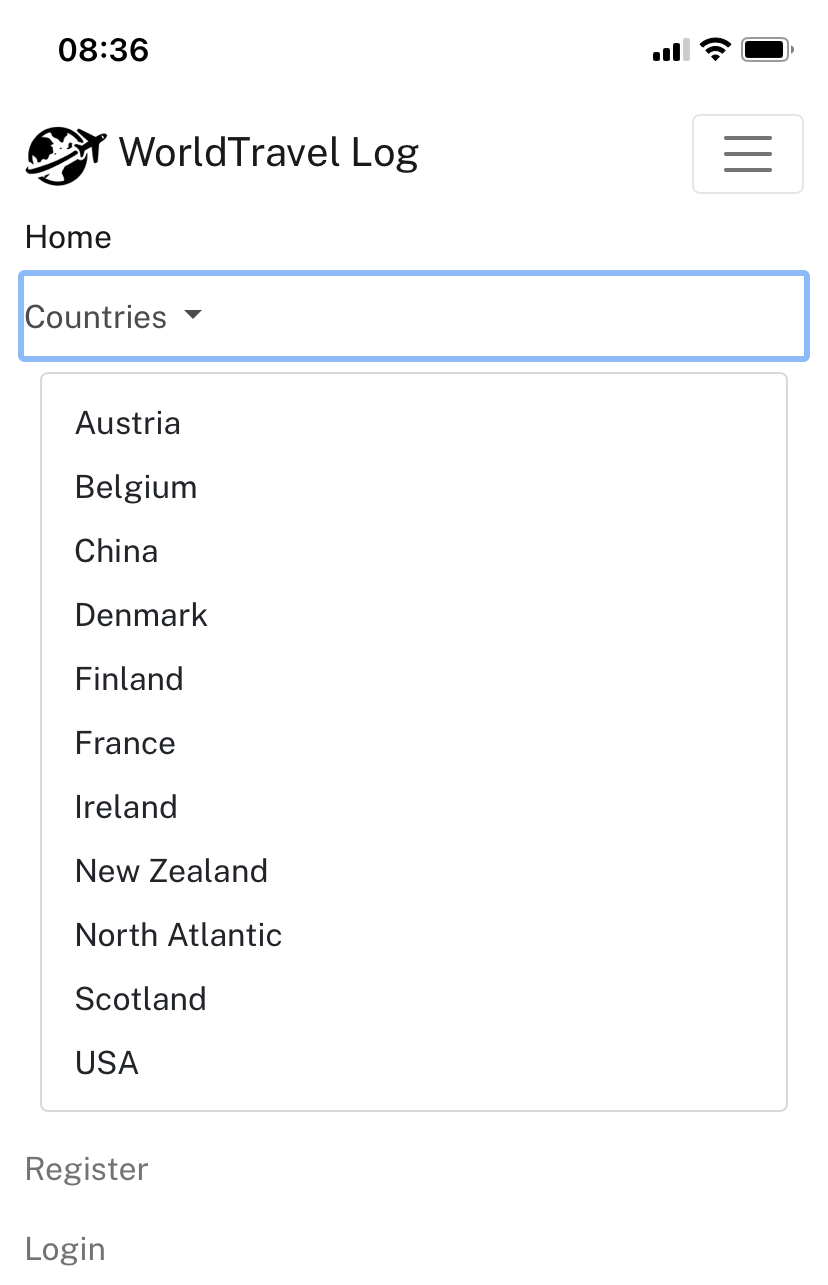 08:36
WorldTravel Log
Home
Countries
Austria
Belgium
China
Denmark
Finland
France
Ireland
New Zealand
North Atlantic
Scotland
USA
Register
Login